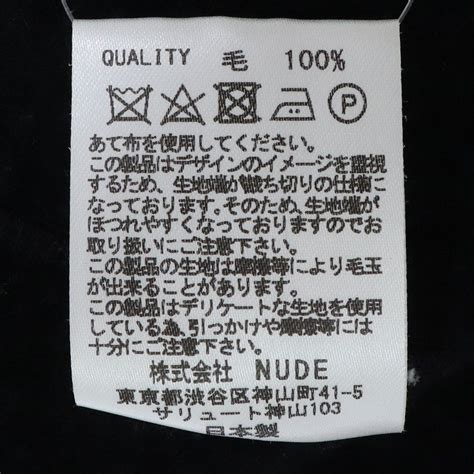 QUALITY 毛 100%
P
あて布を使用してください。
この製品はデザインのイメージを重視
するため、生地端が裁ち切りの仕様に
なっております。そのため、生地端が
ほつれやすくなっておりますのでお
取り扱いにご注意下さい。
この製品の生地は摩擦等により毛玉
が出来ることがあります。
この製品はデリケートな生地を使用
している為、引っかけや摩擦等には
十分にご注意下さい。
株式会社 NUDE
東京都渋谷区神山町41-5
サリュート神山103
日本製